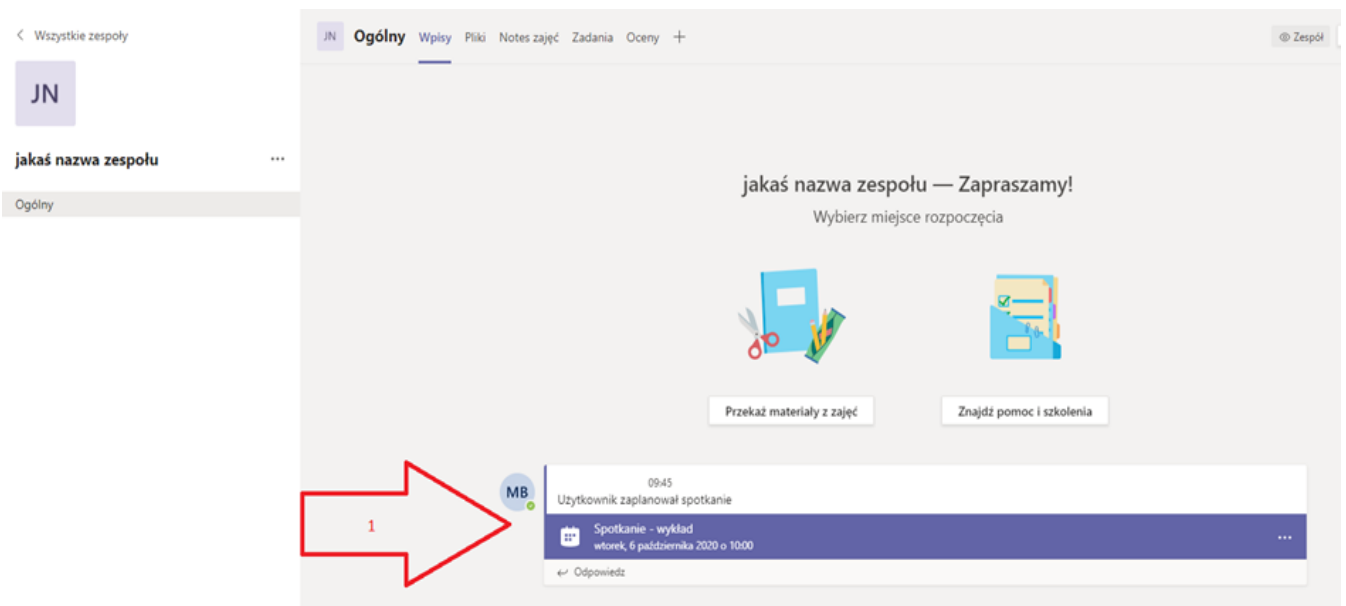 Wszystkie zespoły
JN
jakaś nazwa zespołu
Ogólny
JN Ogólny Wpisy Pliki Notes zajęć Zadania Oceny
Zespół
jakaś nazwa zespołu — Zapraszamy!
Wybierz miejsce rozpoczęcia
Przekaż materiały z zajęć
Znajdź pomoc i szkolenia
1
MB
09:45
Użytkownik zaplanował spotkanie
Spotkanie - wykład
wtorek, 6 października 2020 o 10:00
Odpowiedz